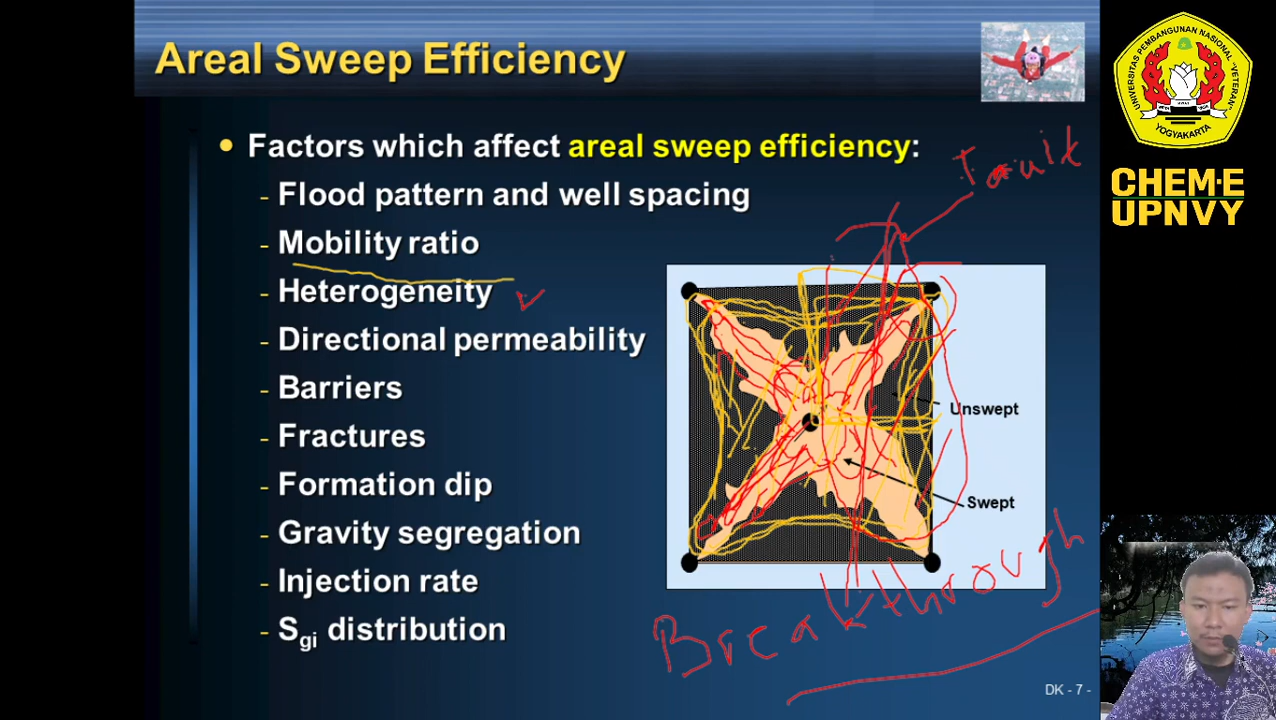 Areal Sweep Efficiency
Factors which affect areal sweep efficiency:
- Flood pattern and well spacing
- Mobility ratio
- Heterogeneity
- Directional permeability
- Barriers
- Fractures
- Formation dip
- Gravity segregation
- Injection rate
- Sgi distribution
Fault
Unswept
Swept
Breakthrough
DK - 7 -
UNIVERSITAS PEMBANGUNAN NASIONAL "VETERAN"
YOGYAKARTA
CHEM-E
UPNVY